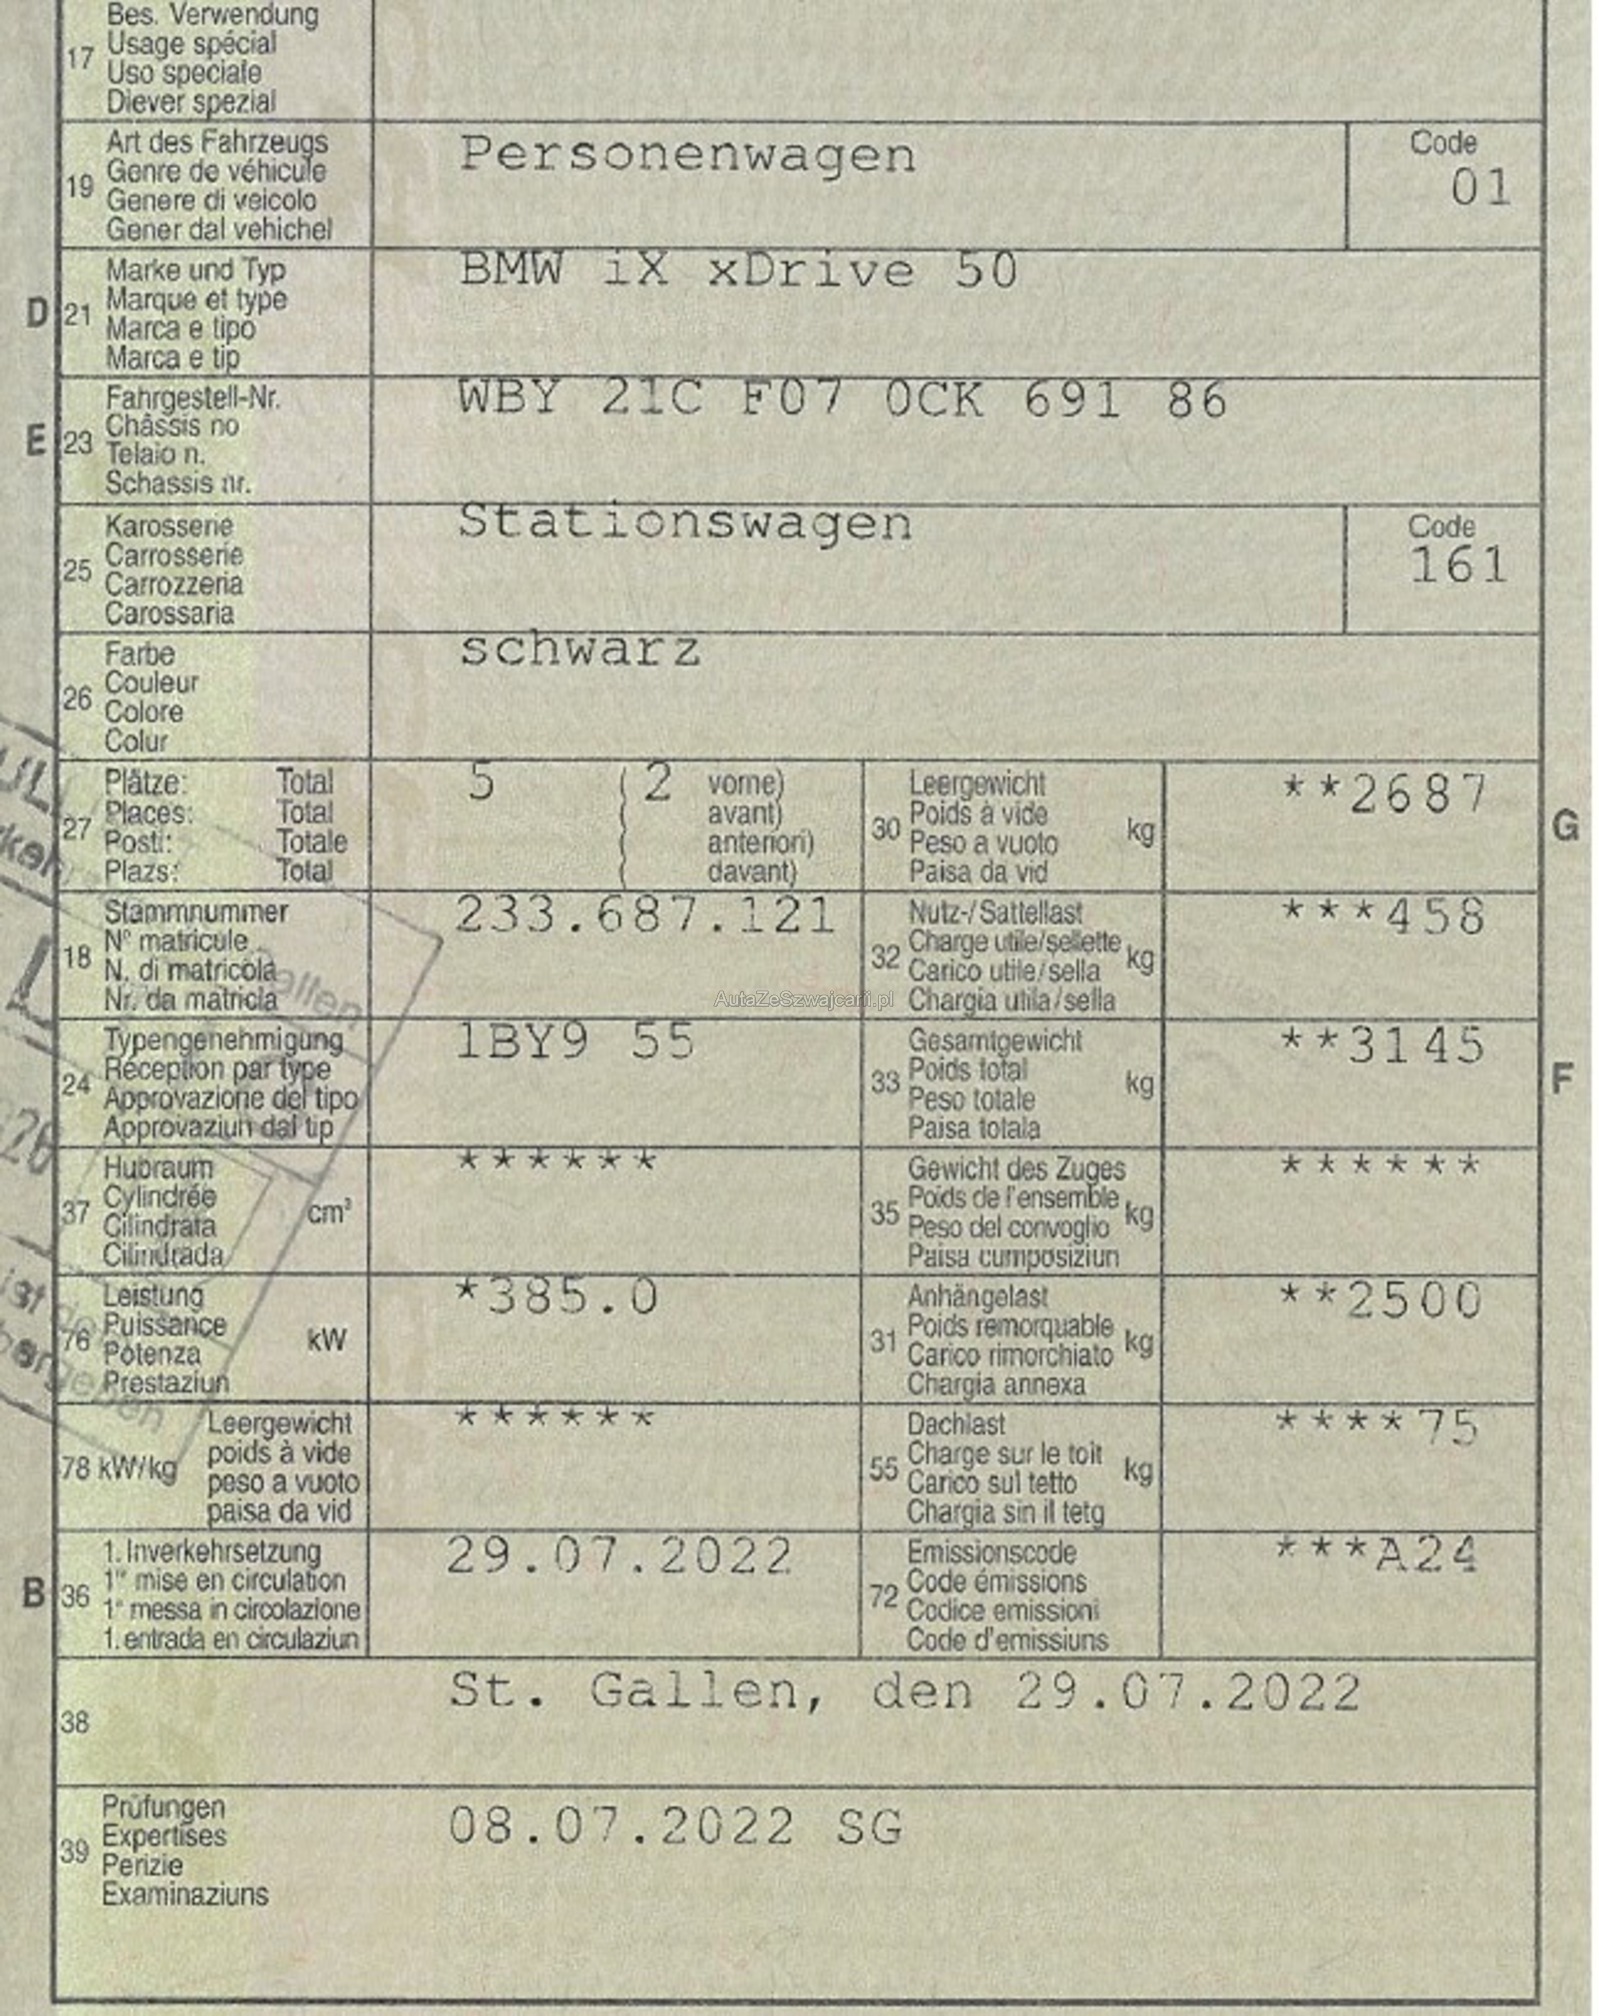 Bes. Verwendung
17 Usage spécial
Uso speciale
Diever spezial
Art des Fahrzeugs
19 Genre de véhicule
Genere di veicolo
Gener dal vehichel
Personenwagen
Code
01
Marke und Typ
D 21 Marque et type
Marca e tipo
Marca e tip
BMW iX xDrive 50
Fahrgestell-Nr.
E 23 Châssis no
Telaio n.
Schassis nr.
WBY 21C F07 0CK 691 86
Karosserie
25 Carrosserie
Carrozzeria
Carossaria
Stationswagen
Code
161
Farbe
26 Couleur
Colore
Colur
schwarz
Plätze: Total
27 Places: Total
Posti: Totale
Plazs: Total
5 ( 2 vorne)
( avant)
( anteriori)
( davant)
Leergewicht
30 Poids à vide kg
Peso a vuoto
Paisa da vid
**2687
G
Stammnummer
18 N° matricule
N. di matricola
Nr. da matricla
233.687.121
Nutz-/Sattellast
32 Charge utile/sellette kg
Carico utile/sella
Chargia utila/sella
***458
AutaZeSzwajcarii.pl
Typengenehmigung
24 Réception par type
Approvazione del tipo
Approvaziun dal tip
1BY9 55
Gesamtgewicht
33 Poids total kg
Peso totale
Paisa totala
**3145
F
Hubraum
37 Cylindrée cm³
Cilindrata
Cilindrada
******
Gewicht des Zuges
35 Poids de l'ensemble kg
Peso del convoglio
Paisa cumposiziun
******
Leistung
76 Puissance kW
Potenza
Prestaziun
*385.0
Anhängelast
31 Poids remorquable kg
Carico rimorchiato
Chargia annexa
**2500
Leergewicht
78 kW/kg poids à vide
peso a vuoto
paisa da vid
******
Dachlast
55 Charge sur le toit kg
Carico sul tetto
Chargia sin il tetg
****75
1. Inverkehrsetzung
B 36 1re mise en circulation
1a messa in circolazione
1. entrada en circulaziun
29.07.2022
Emissionscode
72 Code émissions
Codice emissioni
Code d'emissiuns
***A24
38
St. Gallen, den 29.07.2022
Prüfungen
39 Expertises
Perizie
Examinaziuns
08.07.2022 SG